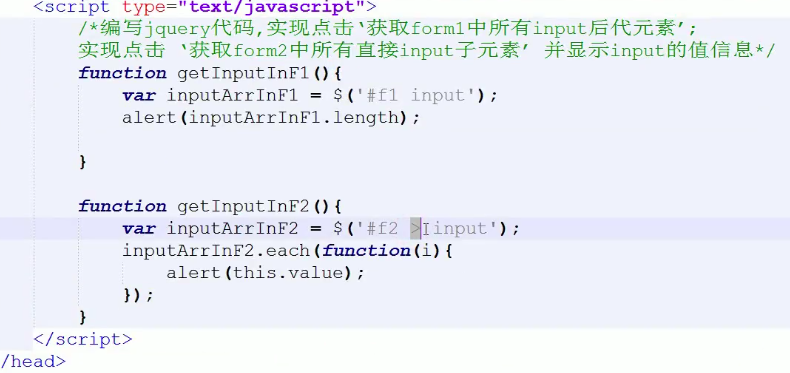 <script type="text/javascript">
/*编写jquery代码,实现点击‘获取form1中所有input后代元素’;
实现点击 ‘获取form2中所有直接input子元素’ 并显示input的值信息*/
function getInputInF1(){
var inputArrInF1 = $('#f1 input');
alert(inputArrInF1.length);
}
function getInputInF2(){
var inputArrInF2 = $('#f2 > input');
inputArrInF2.each(function(i){
alert(this.value);
});
}
</script>
/head>